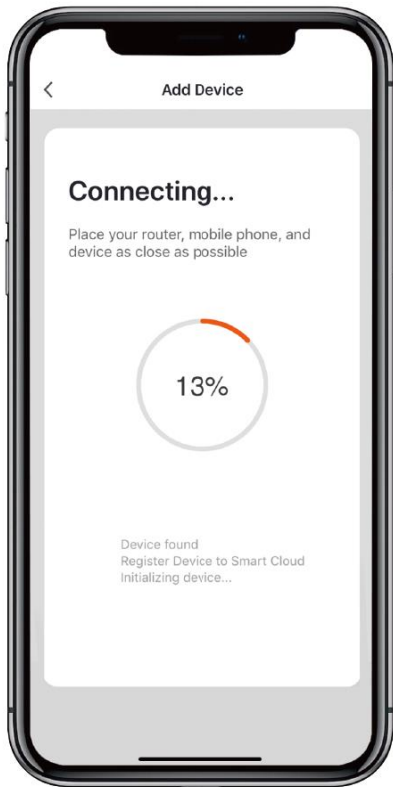 Add Device
Connecting...
Place your router, mobile phone, and
device as close as possible
13%
Device found
Register Device to Smart Cloud
Initializing device...